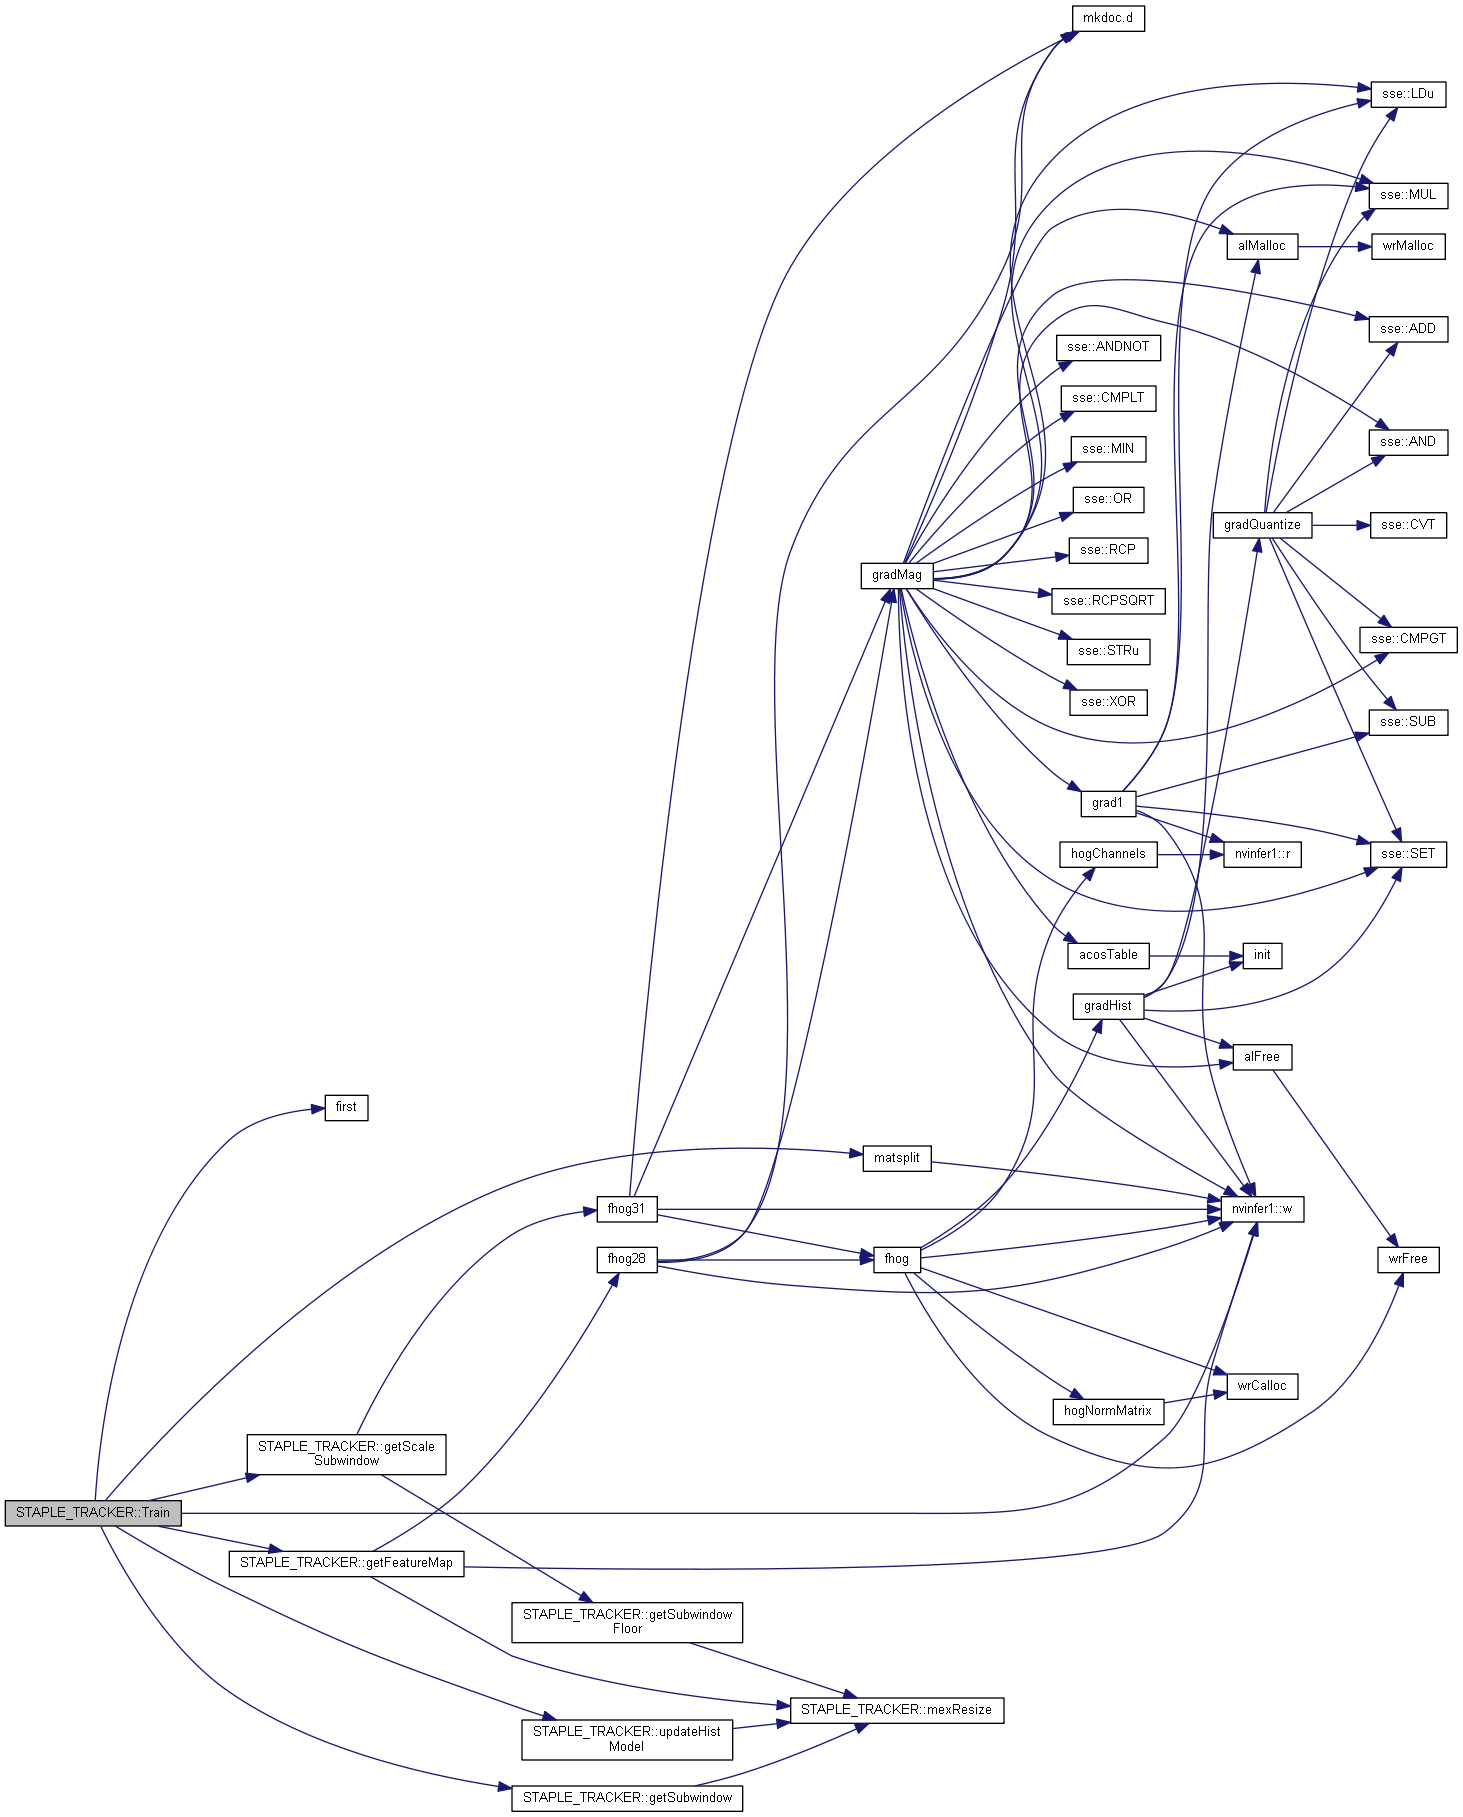 mkdoc.d
sse::LDu
sse::MUL
alMalloc
wrMalloc
sse::ADD
sse::ANDNOT
sse::CMPLT
sse::AND
sse::MIN
sse::OR
gradQuantize
sse::CVT
sse::RCP
gradMag
sse::RCPSQRT
sse::CMPGT
sse::STRu
sse::XOR
sse::SUB
grad1
hogChannels
nvinfer1::r
sse::SET
acosTable
init
gradHist
alFree
first
matsplit
fhog31
nvinfer1::w
fhog28
fhog
wrFree
wrCalloc
hogNormMatrix
STAPLE_TRACKER::getScale
Subwindow
STAPLE_TRACKER::Train
STAPLE_TRACKER::getFeatureMap
STAPLE_TRACKER::getSubwindow
Floor
STAPLE_TRACKER::mexResize
STAPLE_TRACKER::updateHist
Model
STAPLE_TRACKER::getSubwindow